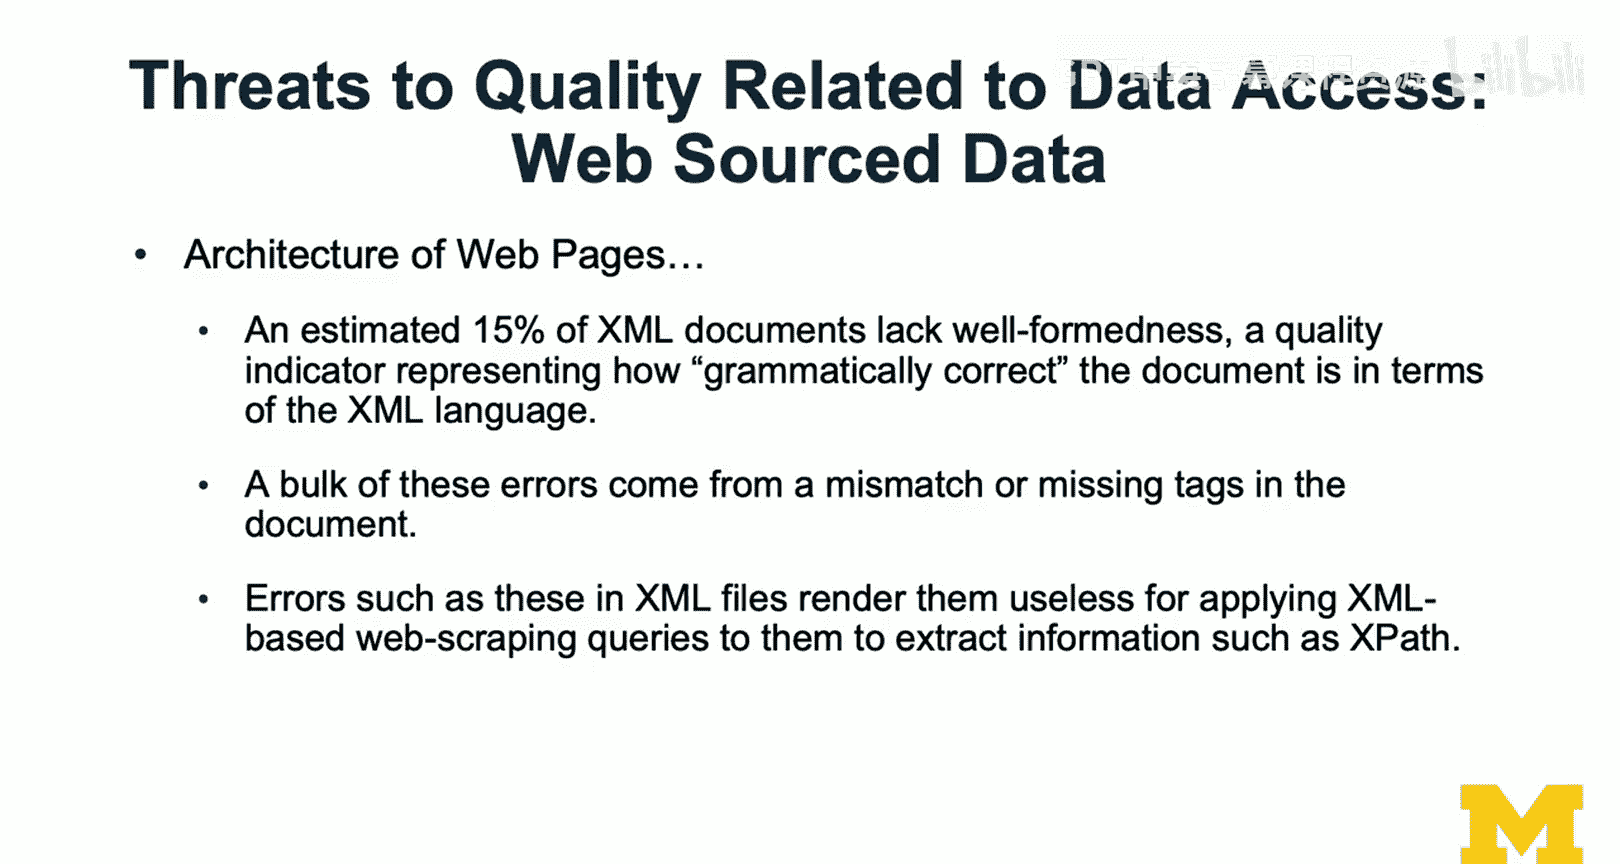 Threats to Quality Related to Data Access:
Web Sourced Data
• Architecture of Web Pages…
• An estimated 15% of XML documents lack well-formedness, a quality
indicator representing how “grammatically correct” the document is in terms
of the XML language.
• A bulk of these errors come from a mismatch or missing tags in the
document.
• Errors such as these in XML files render them useless for applying XML-
based web-scraping queries to them to extract information such as XPath.
bilibili
M